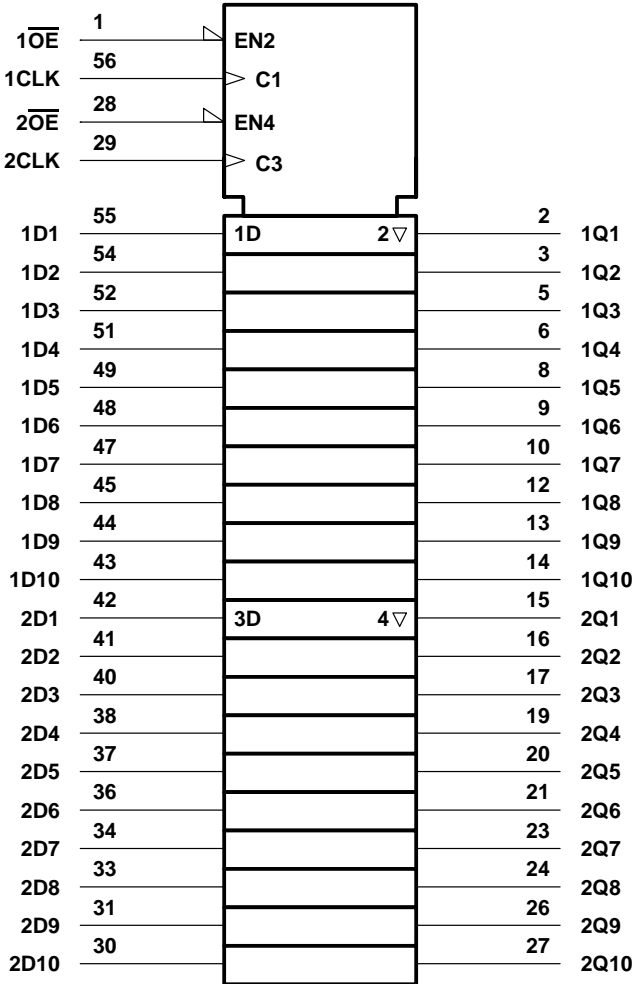 1OE 1 EN2
1CLK 56 C1
2OE 28 EN4
2CLK 29 C3
1D1 55 1D 2 ▽ 2 1Q1
1D2 54 3 1Q2
1D3 52 5 1Q3
1D4 51 6 1Q4
1D5 49 8 1Q5
1D6 48 9 1Q6
1D7 47 10 1Q7
1D8 45 12 1Q8
1D9 44 13 1Q9
1D10 43 14 1Q10
2D1 42 3D 4 ▽ 15 2Q1
2D2 41 16 2Q2
2D3 40 17 2Q3
2D4 38 19 2Q4
2D5 37 20 2Q5
2D6 36 21 2Q6
2D7 34 23 2Q7
2D8 33 24 2Q8
2D9 31 26 2Q9
2D10 30 27 2Q10